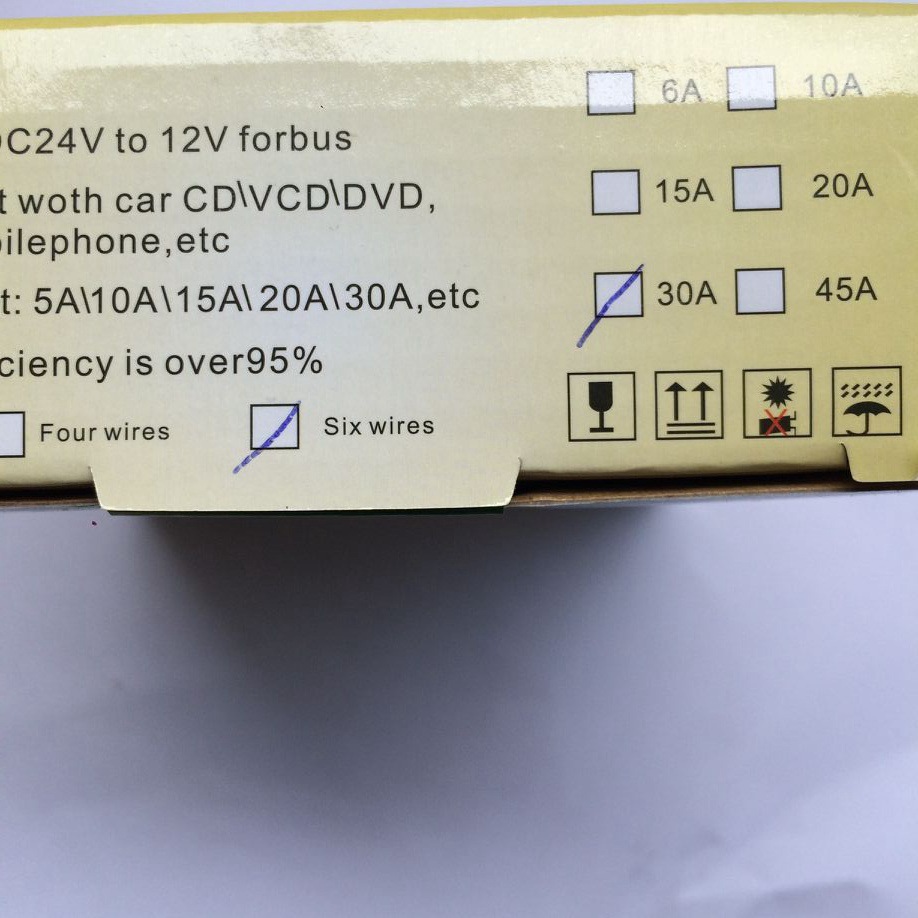 6A 10A
C24V to 12V forbus
t woth car CD\VCD\DVD,
15A 20A
ilephone,etc
t: 5A\10A\15A\20A\30A,etc
30A 45A
ciency is over95%
Four wires Six wires